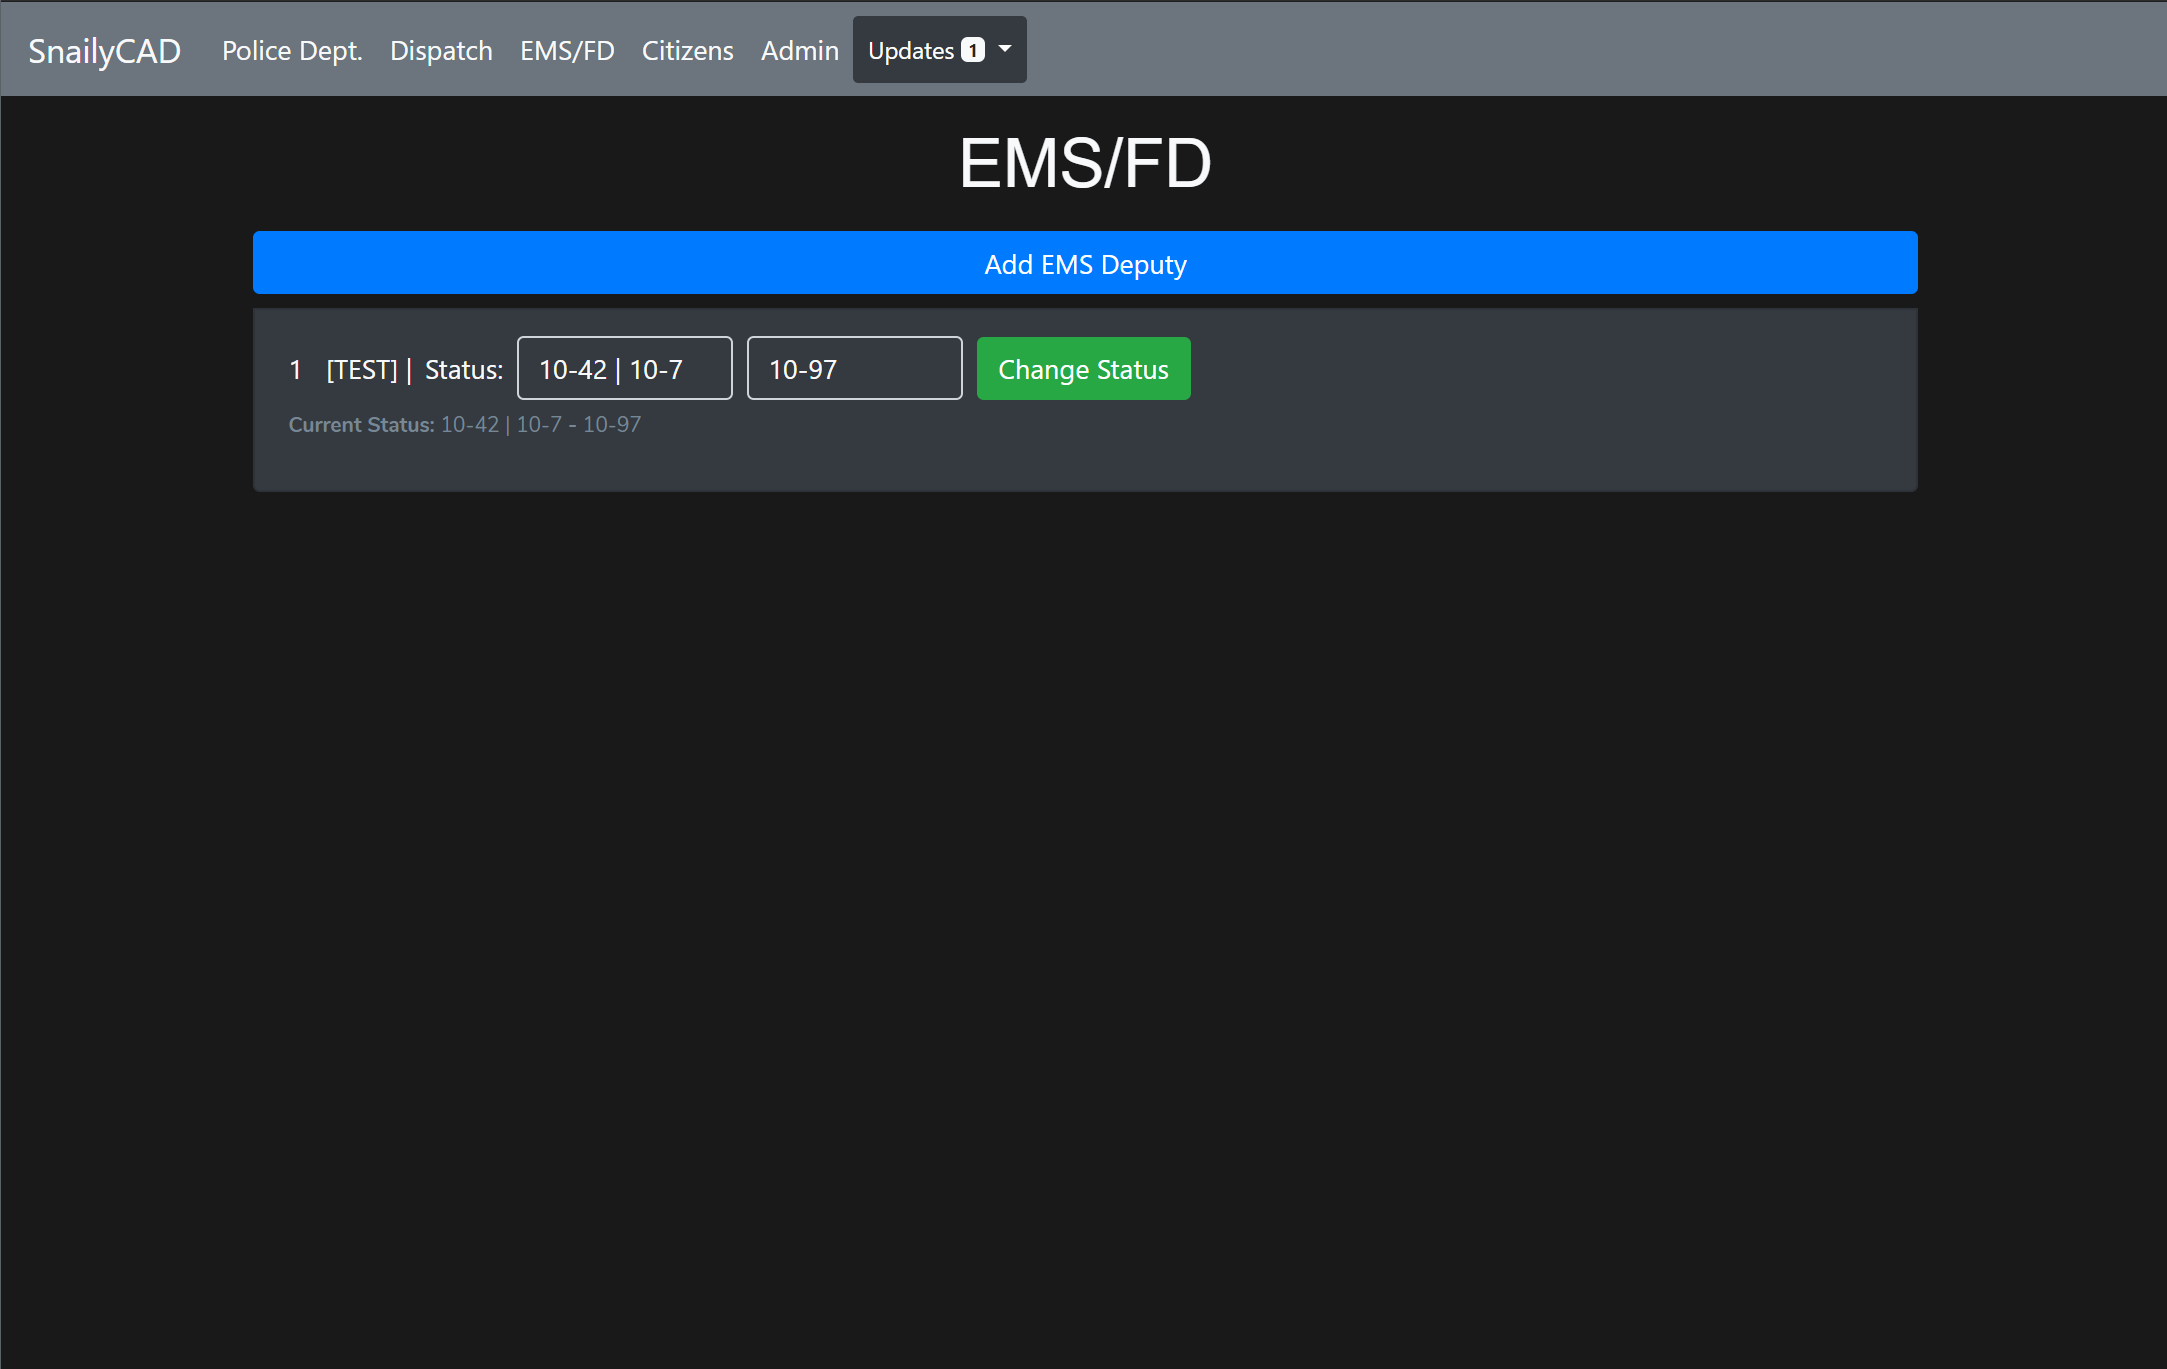 SnailyCAD Police Dept. Dispatch EMS/FD Citizens Admin Updates 1
EMS/FD
Add EMS Deputy
1 [TEST] | Status: 10-42 | 10-7 10-97 Change Status
Current Status: 10-42 | 10-7 - 10-97